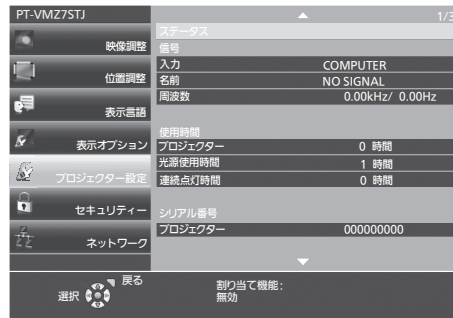 PT-VMZ7STJ
1/3
映像調整
位置調整
表示言語
表示オプション
プロジェクター設定
セキュリティー
ネットワーク
ステータス
信号
入力 COMPUTER
名前 NO SIGNAL
周波数 0.00kHz/ 0.00Hz
使用時間
プロジェクター 0 時間
光源使用時間 1 時間
連続点灯時間 0 時間
シリアル番号
プロジェクター 000000000
選択
戻る
割り当て機能：
無効